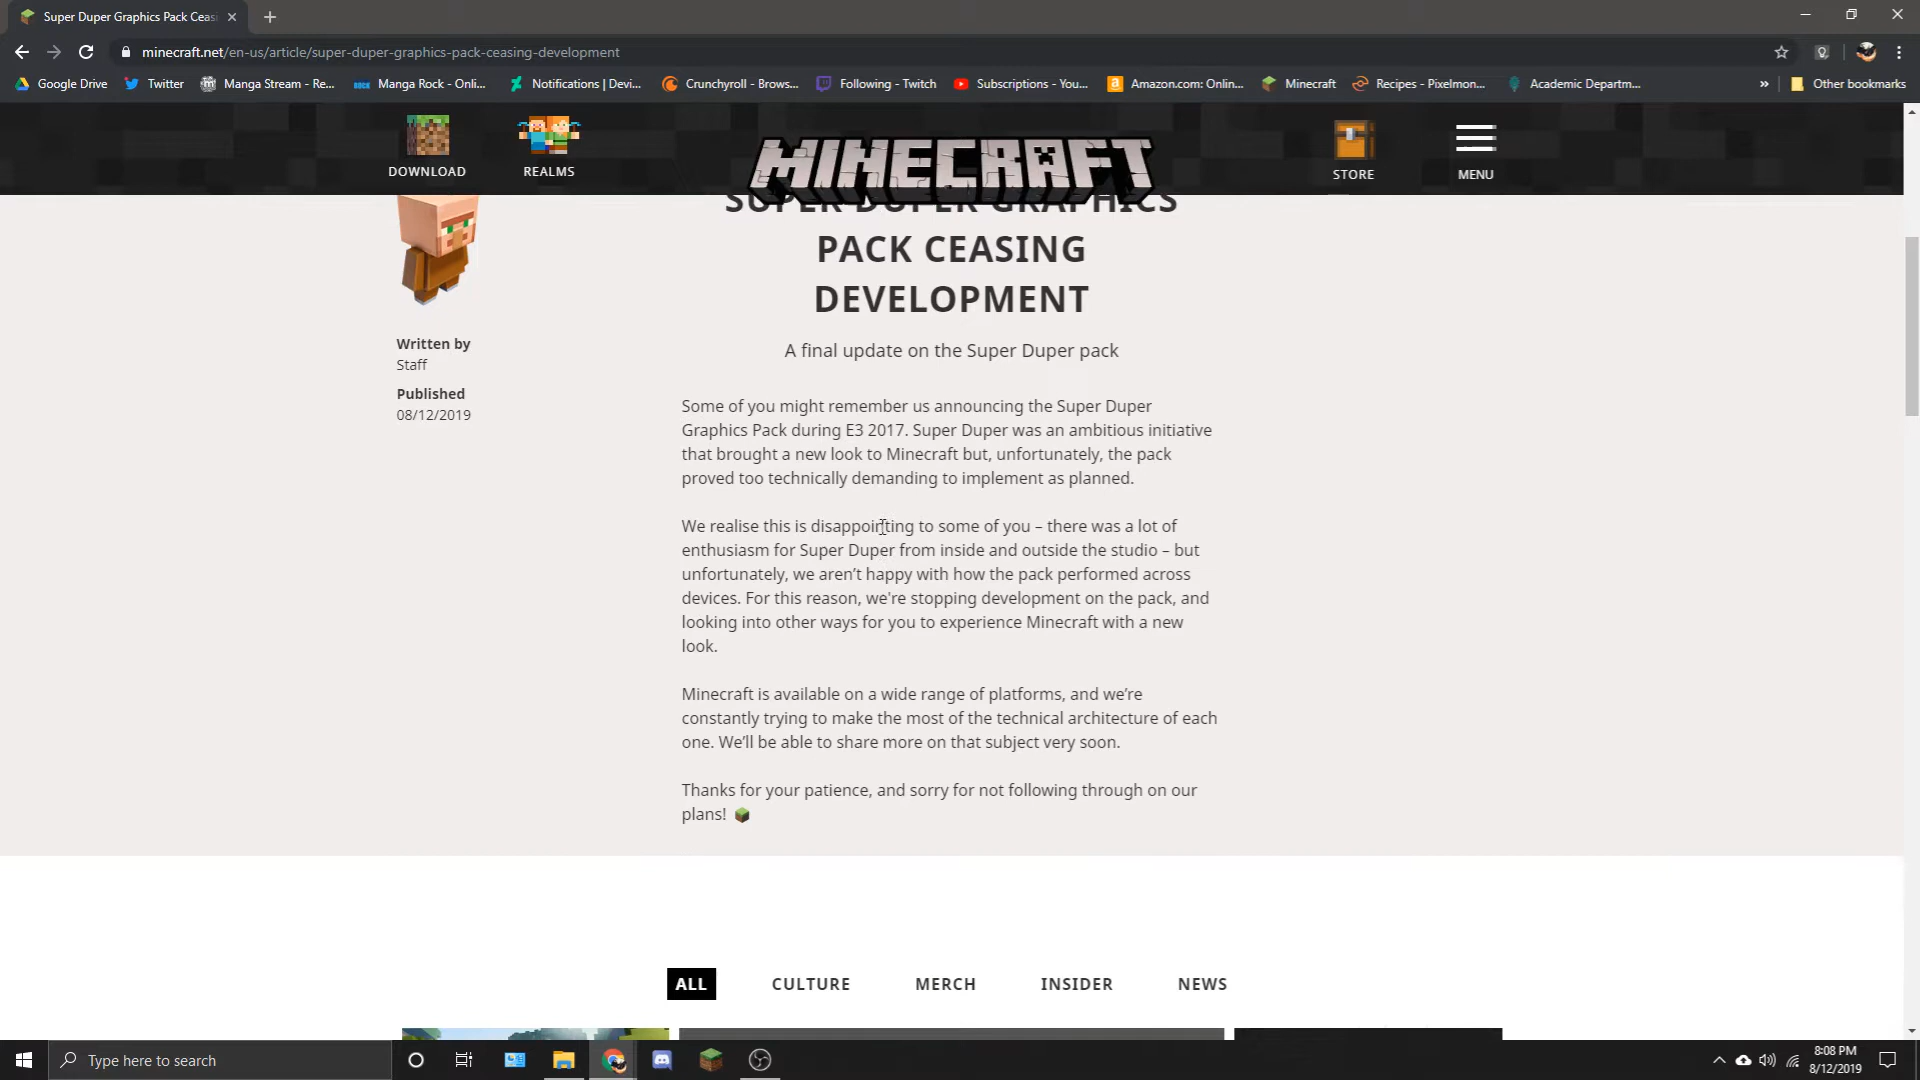 Super Duper Graphics Pack Ceas
minecraft.net/en-us/article/super-duper-graphics-pack-ceasing-development
Google Drive
Twitter
Manga Stream - Re...
Manga Rock - Onli...
Notifications | Devi...
Crunchyroll - Brows...
Following - Twitch
Subscriptions - You...
Amazon.com: Onlin...
Minecraft
Recipes - Pixelmon...
Academic Departm...
»
Other bookmarks
DOWNLOAD
REALMS
MINECRAFT
STORE
MENU
SUPER DUPER GRAPHICS
PACK CEASING
DEVELOPMENT
A final update on the Super Duper pack
Written by
Staff
Published
08/12/2019
Some of you might remember us announcing the Super Duper
Graphics Pack during E3 2017. Super Duper was an ambitious initiative
that brought a new look to Minecraft but, unfortunately, the pack
proved too technically demanding to implement as planned.
We realise this is disappointing to some of you – there was a lot of
enthusiasm for Super Duper from inside and outside the studio – but
unfortunately, we aren’t happy with how the pack performed across
devices. For this reason, we're stopping development on the pack, and
looking into other ways for you to experience Minecraft with a new
look.
Minecraft is available on a wide range of platforms, and we’re
constantly trying to make the most of the technical architecture of each
one. We’ll be able to share more on that subject very soon.
Thanks for your patience, and sorry for not following through on our
plans!
ALL
CULTURE
MERCH
INSIDER
NEWS
Type here to search
8:08 PM
8/12/2019